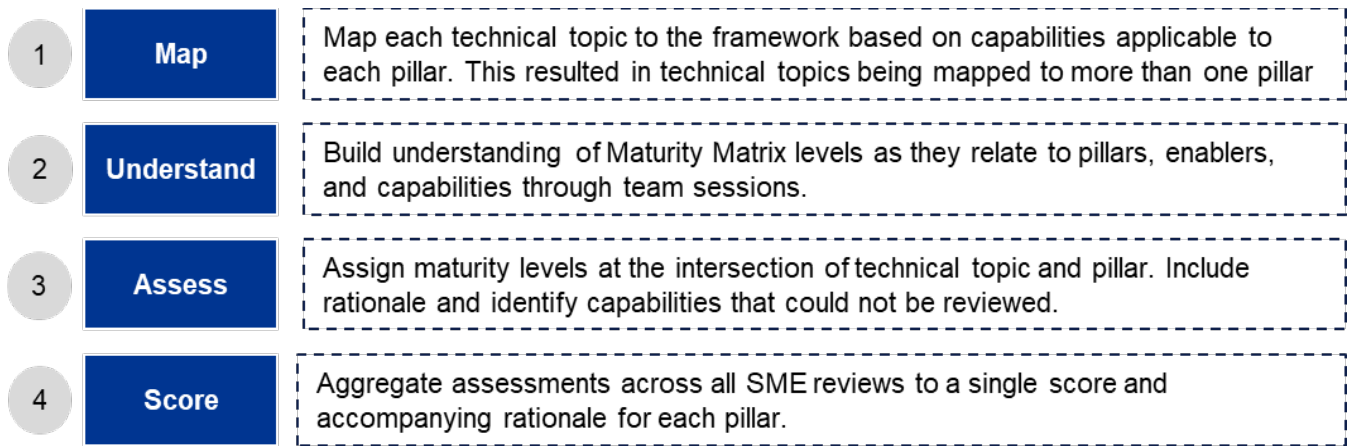 1
Map
Map each technical topic to the framework based on capabilities applicable to
each pillar. This resulted in technical topics being mapped to more than one pillar
2
Understand
Build understanding of Maturity Matrix levels as they relate to pillars, enablers,
and capabilities through team sessions.
3
Assess
Assign maturity levels at the intersection of technical topic and pillar. Include
rationale and identify capabilities that could not be reviewed.
4
Score
Aggregate assessments across all SME reviews to a single score and
accompanying rationale for each pillar.